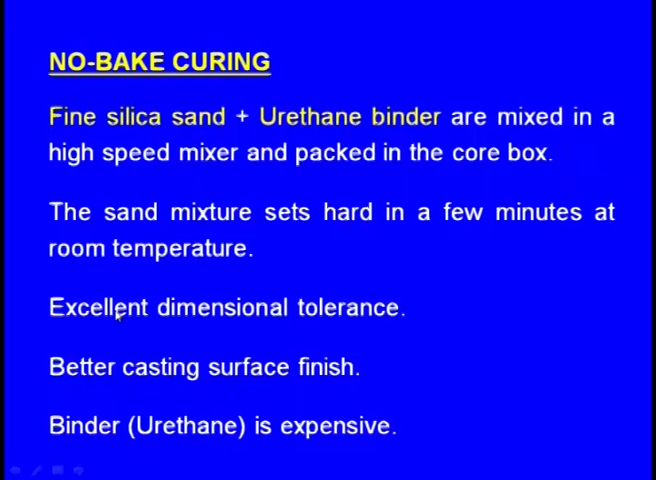 NO-BAKE CURING
Fine silica sand + Urethane binder are mixed in a
high speed mixer and packed in the core box.
The sand mixture sets hard in a few minutes at
room temperature.
Excellent dimensional tolerance.
Better casting surface finish.
Binder (Urethane) is expensive.